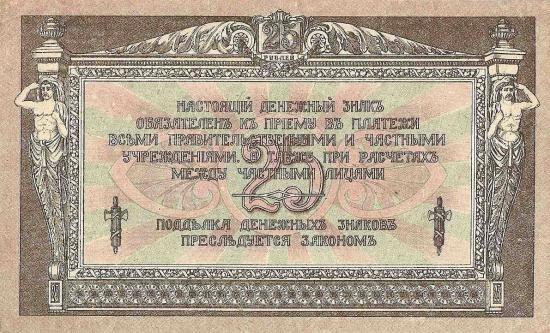 25
РУБЛЕЙ
НАСТОЯЩІЙ ДЕНЕЖНЫЙ ЗНАКЪ
ОБЯЗАТЕЛЕНЪ КЪ ПРІЕМУ ВЪ ПЛАТЕЖИ
ВСѢМИ ПРАВИТЕЛЬСТВЕННЫМИ И ЧАСТНЫМИ
УЧРЕЖДЕНІЯМИ, А ТАКЖЕ ПРИ РАСЧЕТАХЪ
МЕЖДУ ЧАСТНЫМИ ЛИЦАМИ
25
ПОДДѢЛКА ДЕНЕЖНЫХЪ ЗНАКОВЪ
ПРЕСЛѢДУЕТСЯ ЗАКОНОМЪ